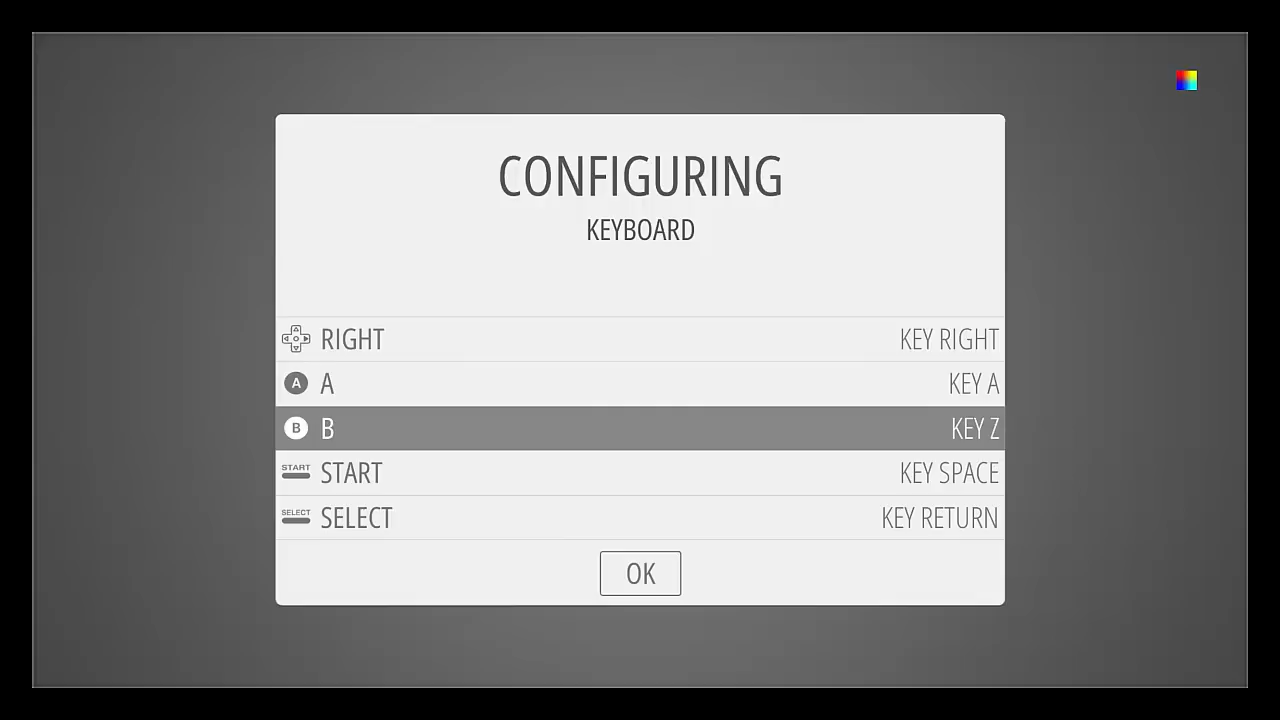 CONFIGURING
KEYBOARD
RIGHT KEY RIGHT
A A KEY A
B B KEY Z
START START KEY SPACE
SELECT SELECT KEY RETURN
OK